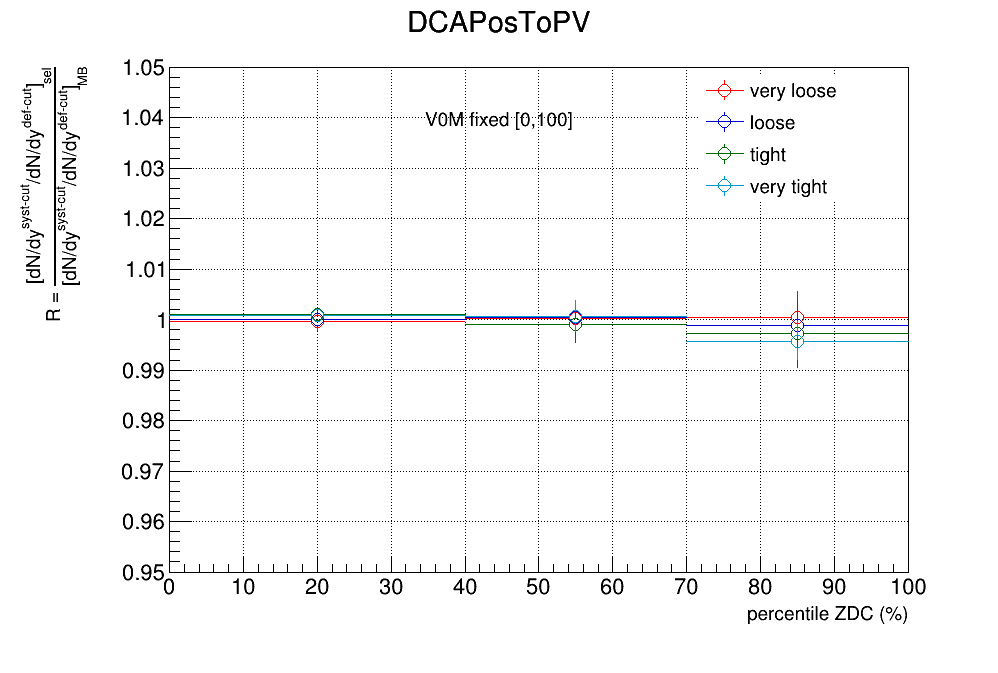 DCAPosToPV
R = [dN/dy^syst-cut/dN/dy^def-cut]_sel
[dN/dy^syst-cut/dN/dy^def-cut]_MB
1.05
1.04
1.03
1.02
1.01
1
0.99
0.98
0.97
0.96
0.95
V0M fixed [0,100]
very loose
loose
tight
very tight
0 10 20 30 40 50 60 70 80 90 100
percentile ZDC (%)